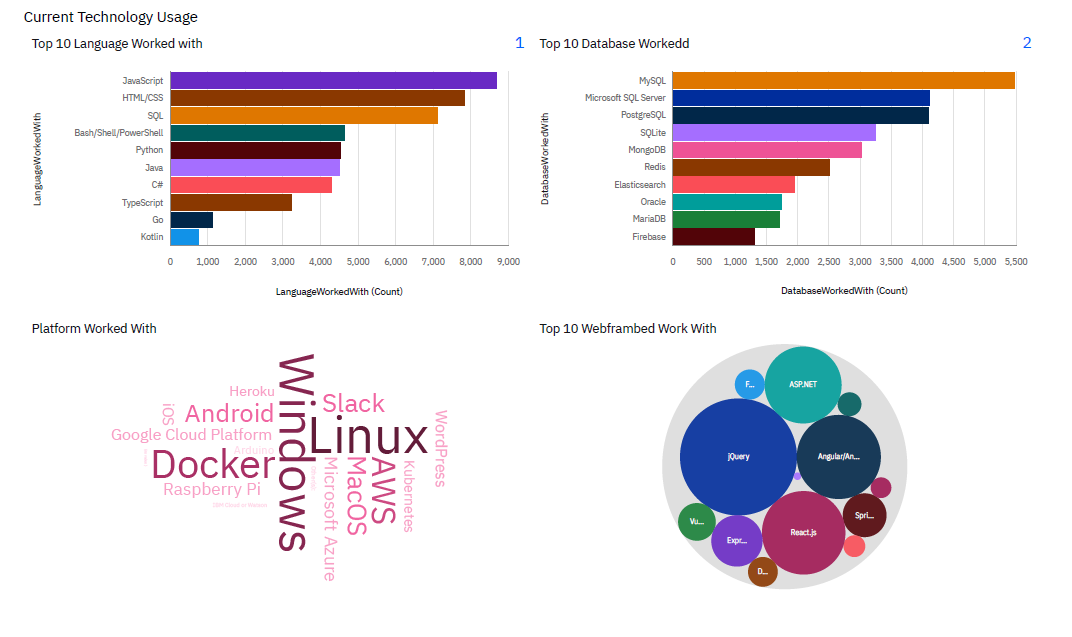 Current Technology Usage
Top 10 Language Worked with
1
LanguageWorkedWith
JavaScript
HTML/CSS
SQL
Bash/Shell/PowerShell
Python
Java
C#
TypeScript
Go
Kotlin
0 1,000 2,000 3,000 4,000 5,000 6,000 7,000 8,000 9,000
LanguageWorkedWith (Count)
Top 10 Database Workedd
2
DatabaseWorkedWith
MySQL
Microsoft SQL Server
PostgreSQL
SQLite
MongoDB
Redis
Elasticsearch
Oracle
MariaDB
Firebase
0 500 1,000 1,500 2,000 2,500 3,000 3,500 4,000 4,500 5,000 5,500
DatabaseWorkedWith (Count)
Platform Worked With
Windows
Heroku
iOS
Android
Slack
Linux
WordPress
Google Cloud Platform
Arduino
Docker
Raspberry Pi
Microsoft Azure
MacOS
AWS
Kubernetes
Top 10 Webframbed Work With
F...
ASP.NET
jQuery
Angular/An...
Vu...
Expr...
React.js
Spri...
D...